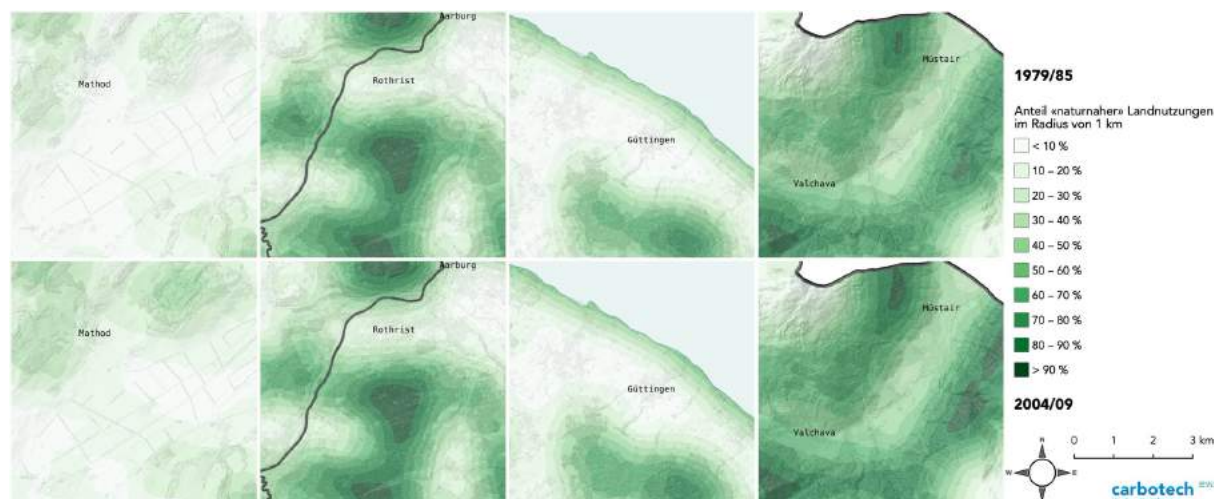 Aarburg
Mathod
Rothrist
Güttingen
Müstair
Valchava
1979/85
Anteil «naturnaher» Landnutzungen
im Radius von 1 km
< 10 %
10 – 20 %
20 – 30 %
30 – 40 %
40 – 50 %
50 – 60 %
60 – 70 %
70 – 80 %
80 – 90 %
> 90 %
Aarburg
Mathod
Rothrist
Güttingen
Müstair
Valchava
2004/09
N
W
E
0 1 2 3 km
carbotech